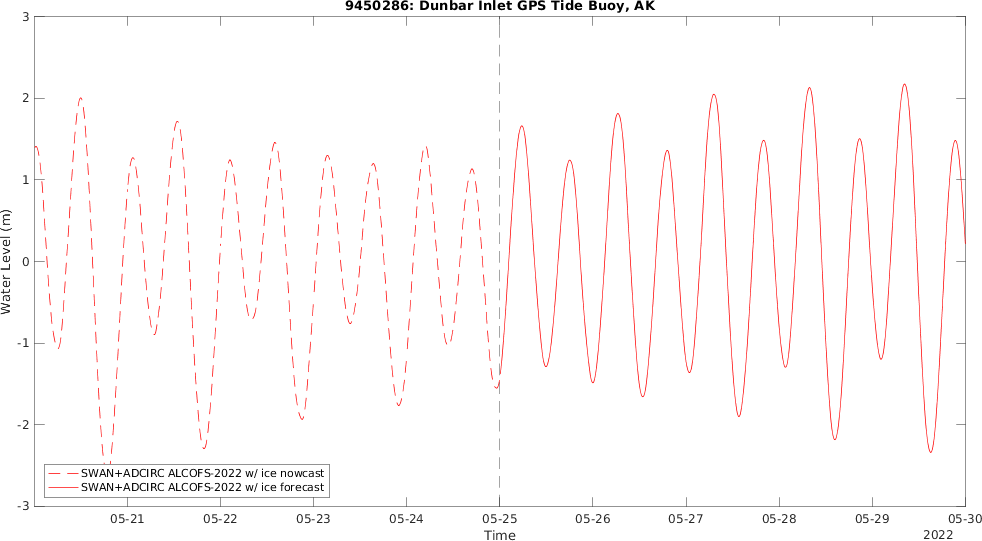 9450286: Dunbar Inlet GPS Tide Buoy, AK
3
2
1
0
-1
-2
-3
Water Level (m)
SWAN+ADCIRC ALCOFS-2022 w/ ice nowcast
SWAN+ADCIRC ALCOFS-2022 w/ ice forecast
05-21 05-22 05-23 05-24 05-25 05-26 05-27 05-28 05-29 05-30
Time
2022